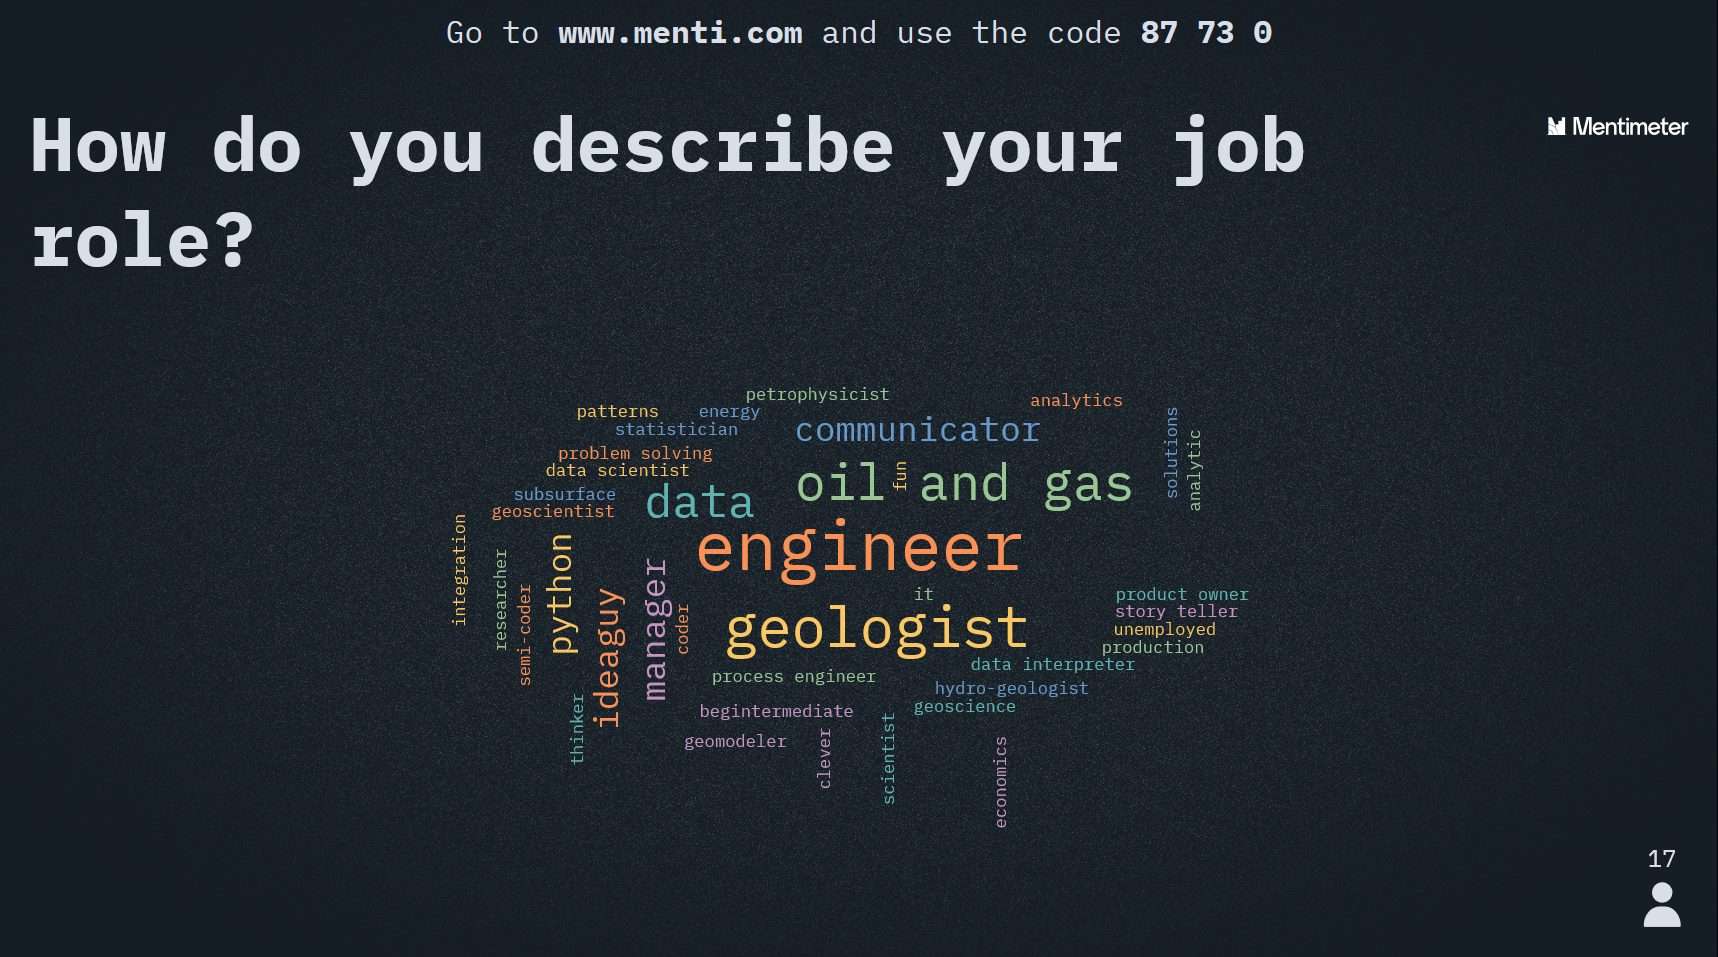 Go to www.menti.com and use the code 87 73 0
How do you describe your job
role?
Mentimeter
petrophysicist
analytics
patterns
energy
statistician
communicator
solutions
analytic
problem solving
data scientist
oil and gas
fun
subsurface
data
geoscientist
engineer
integration
researcher
semi-coder
python
ideaguy
manager
coder
it
geologist
product owner
story teller
unemployed
production
data interpreter
process engineer
hydro-geologist
geoscience
begintermediate
thinker
geomodeler
clever
scientist
economics
17